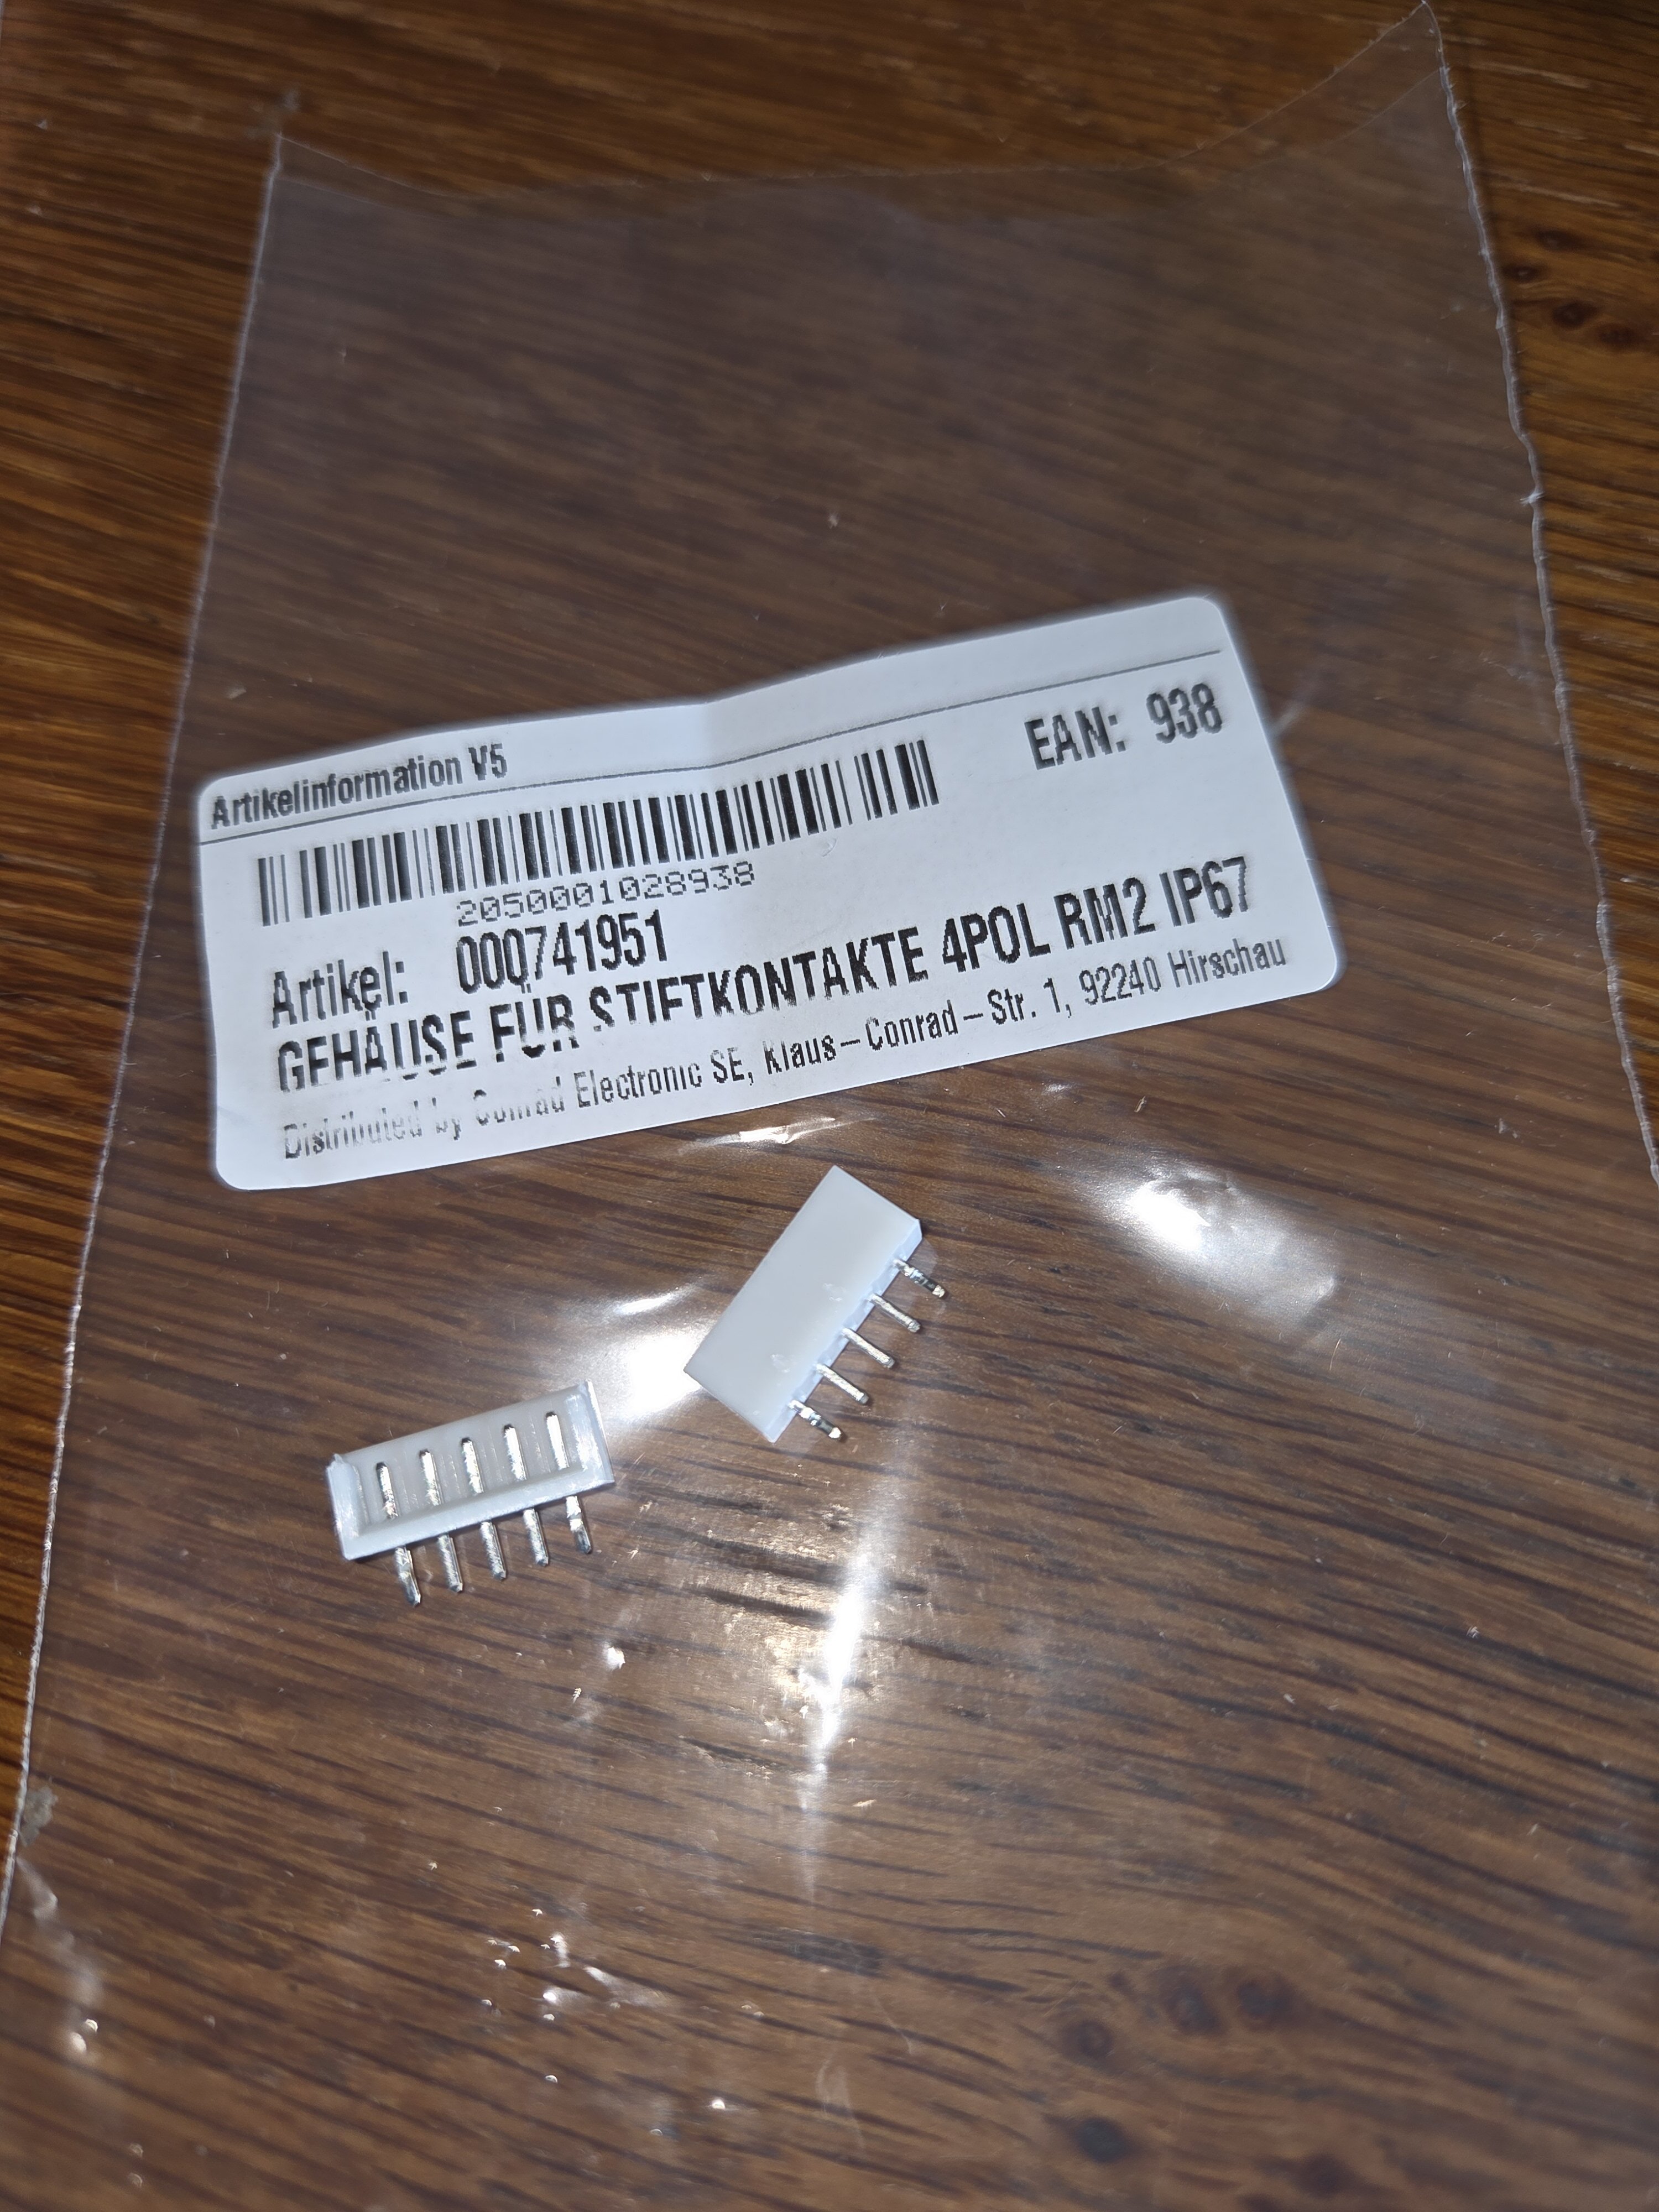 Artikelinformation V5
EAN: 938
2050001028938
Artikel: 000741951
GEHÄUSE FÜR STIFTKONTAKTE 4POL RM2 IP67
Distributed by Conrad Electronic SE, Klaus-Conrad-Str. 1, 92240 Hirschau